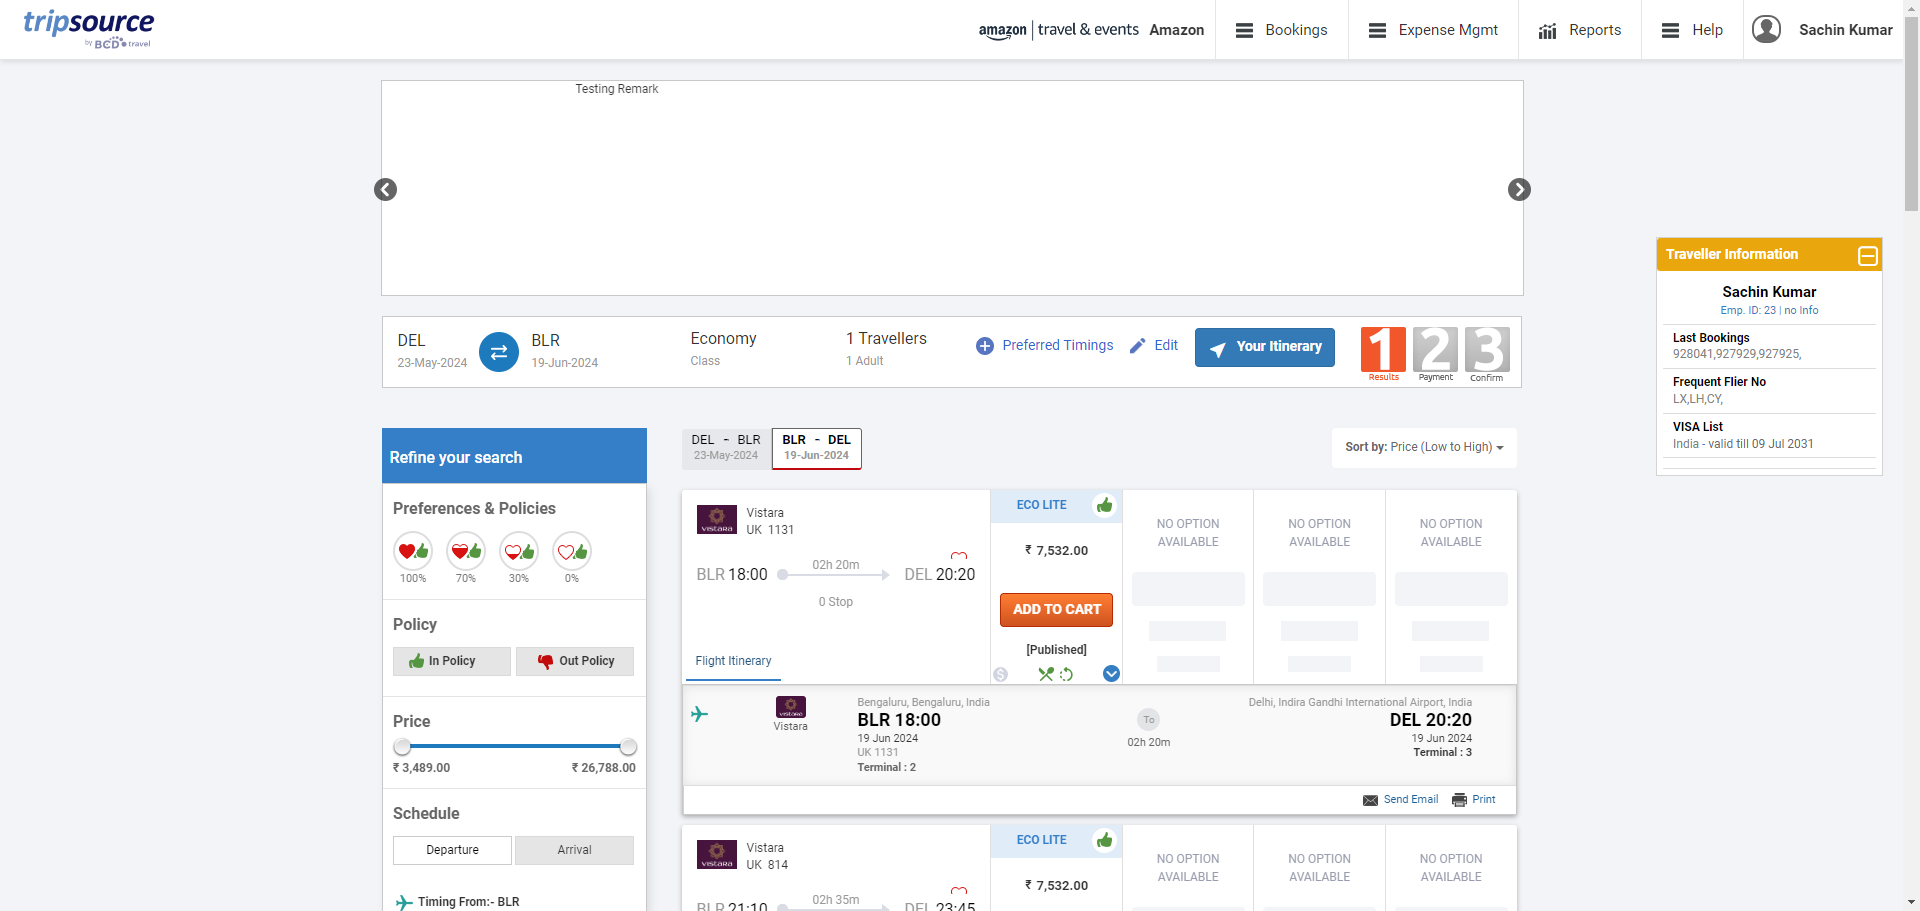 tripsource
by BCD travel
amazon | travel & events Amazon
Bookings
Expense Mgmt
Reports
Help
Sachin Kumar
Testing Remark
Traveller Information
Sachin Kumar
Emp. ID: 23 | no Info
Last Bookings
928041,927929,927925,
Frequent Flier No
LX,LH,CY,
VISA List
India - valid till 09 Jul 2031
DEL
23-May-2024
BLR
19-Jun-2024
Economy
Class
1 Travellers
1 Adult
Preferred Timings
Edit
Your Itinerary
1
Results
2
Payment
3
Confirm
Refine your search
Preferences & Policies
100%
70%
30%
0%
Policy
In Policy
Out Policy
Price
₹ 3,489.00
₹ 26,788.00
Schedule
Departure
Arrival
Timing From:- BLR
DEL - BLR
23-May-2024
BLR - DEL
19-Jun-2024
Sort by: Price (Low to High)
VISTARA
Vistara
UK 1131
BLR 18:00
02h 20m
0 Stop
DEL 20:20
Flight Itinerary
ECO LITE
₹ 7,532.00
ADD TO CART
[Published]
NO OPTION
AVAILABLE
NO OPTION
AVAILABLE
NO OPTION
AVAILABLE
VISTARA
Vistara
Bengaluru, Bengaluru, India
BLR 18:00
19 Jun 2024
UK 1131
Terminal : 2
To
02h 20m
Delhi, Indira Gandhi International Airport, India
DEL 20:20
19 Jun 2024
Terminal : 3
Send Email
Print
VISTARA
Vistara
UK 814
BLR 21:10
02h 35m
DEL 23:45
ECO LITE
₹ 7,532.00
NO OPTION
AVAILABLE
NO OPTION
AVAILABLE
NO OPTION
AVAILABLE